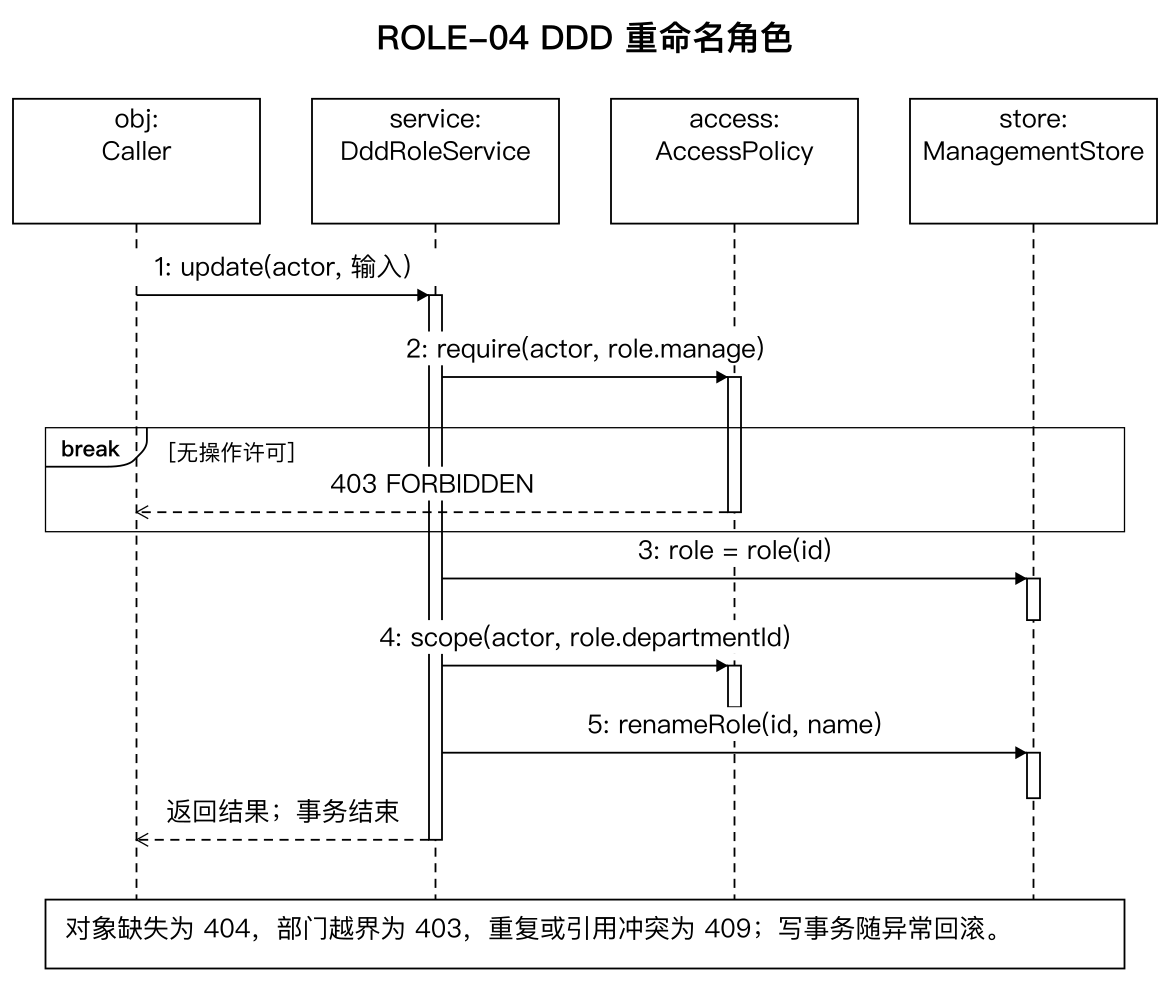 ROLE-04 DDD 重命名角色
obj:
Caller
service:
DddRoleService
access:
AccessPolicy
store:
ManagementStore
1: update(actor, 输入)
2: require(actor, role.manage)
break
[无操作许可]
403 FORBIDDEN
3: role = role(id)
4: scope(actor, role.departmentId)
5: renameRole(id, name)
返回结果；事务结束
对象缺失为 404，部门越界为 403，重复或引用冲突为 409；写事务随异常回滚。